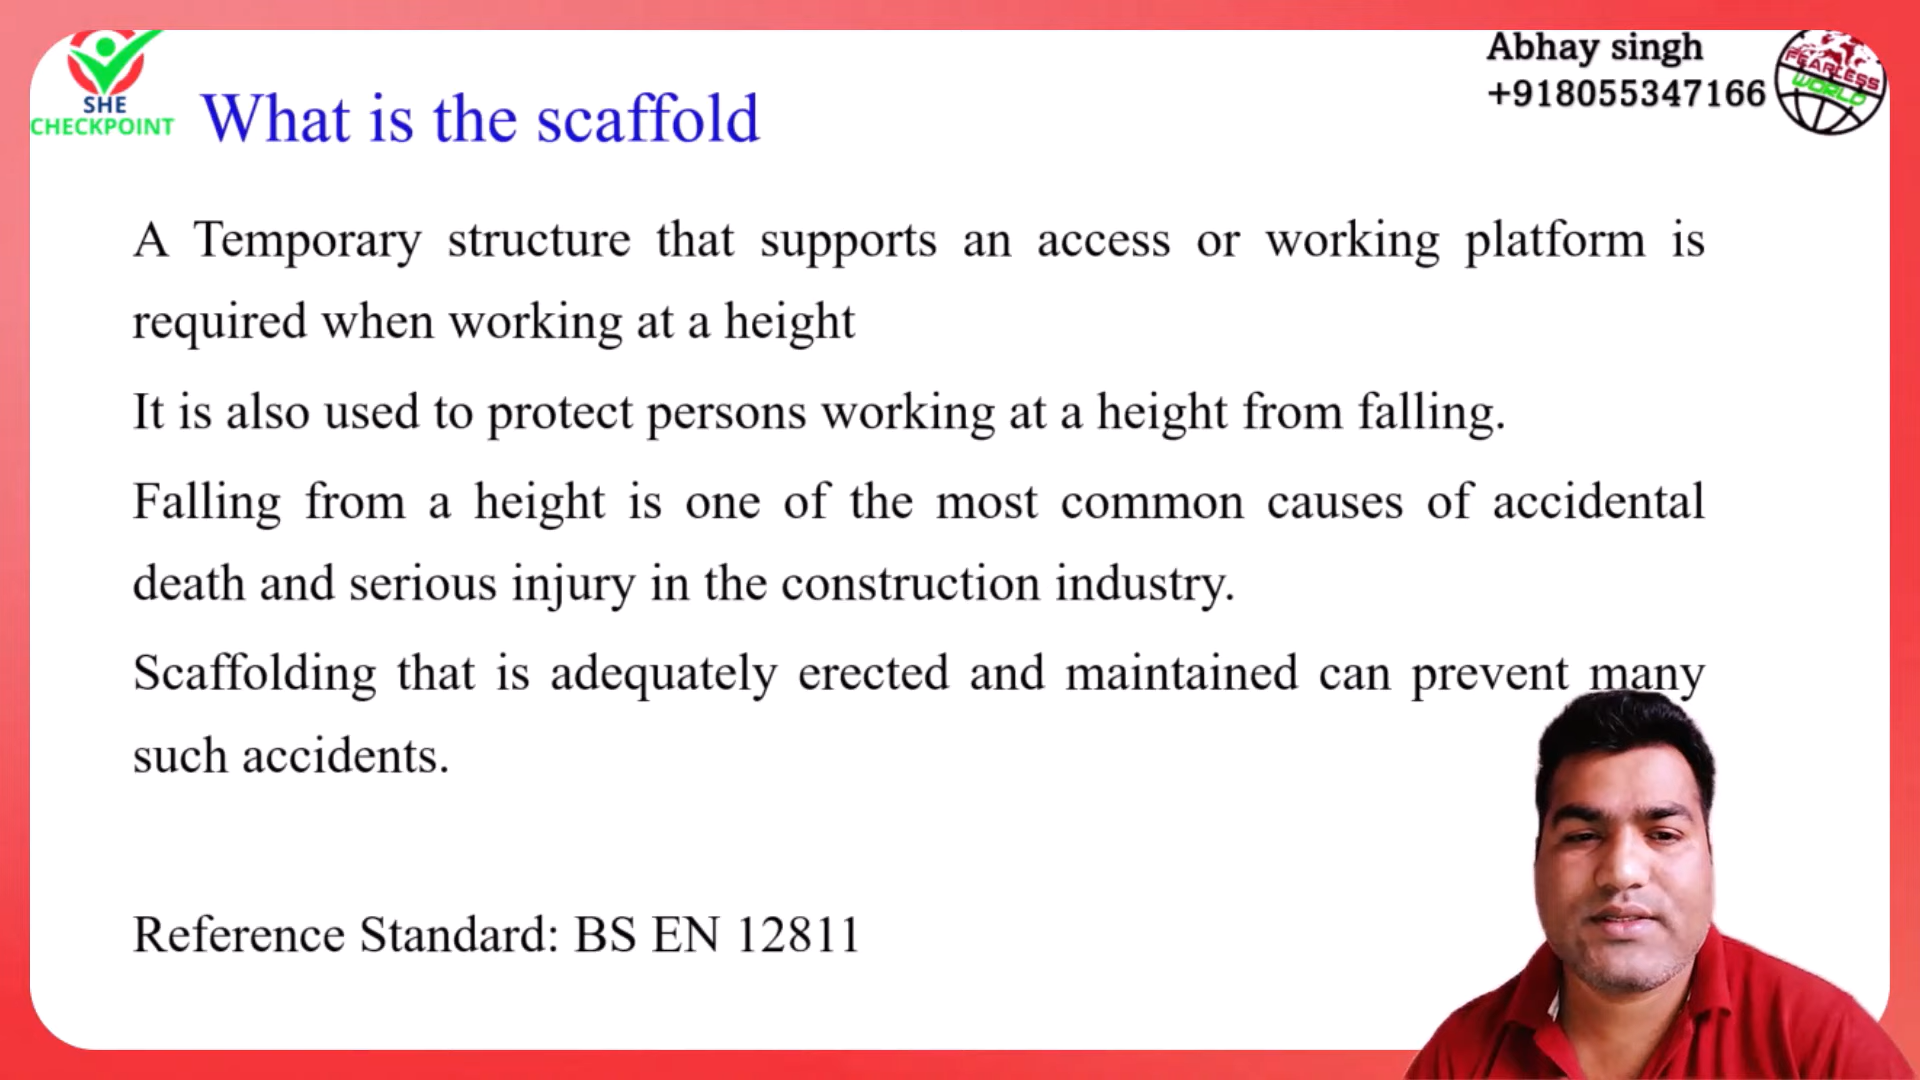 SHE
CHECKPOINT
What is the scaffold
Abhay singh
+918055347166
FEARLESS
WORLD
A Temporary structure that supports an access or working platform is
required when working at a height
It is also used to protect persons working at a height from falling.
Falling from a height is one of the most common causes of accidental
death and serious injury in the construction industry.
Scaffolding that is adequately erected and maintained can prevent many
such accidents.
Reference Standard: BS EN 12811